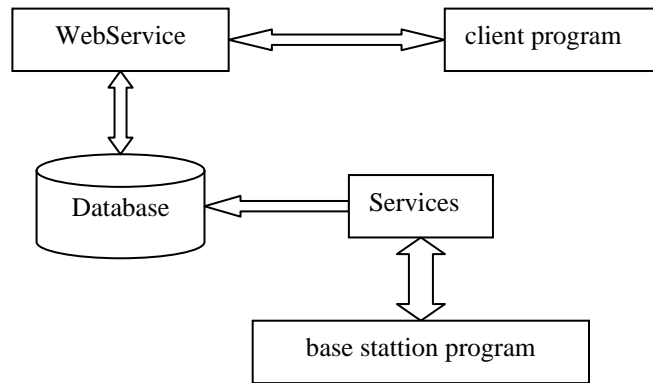 WebService
client program
Database
Services
base stattion program